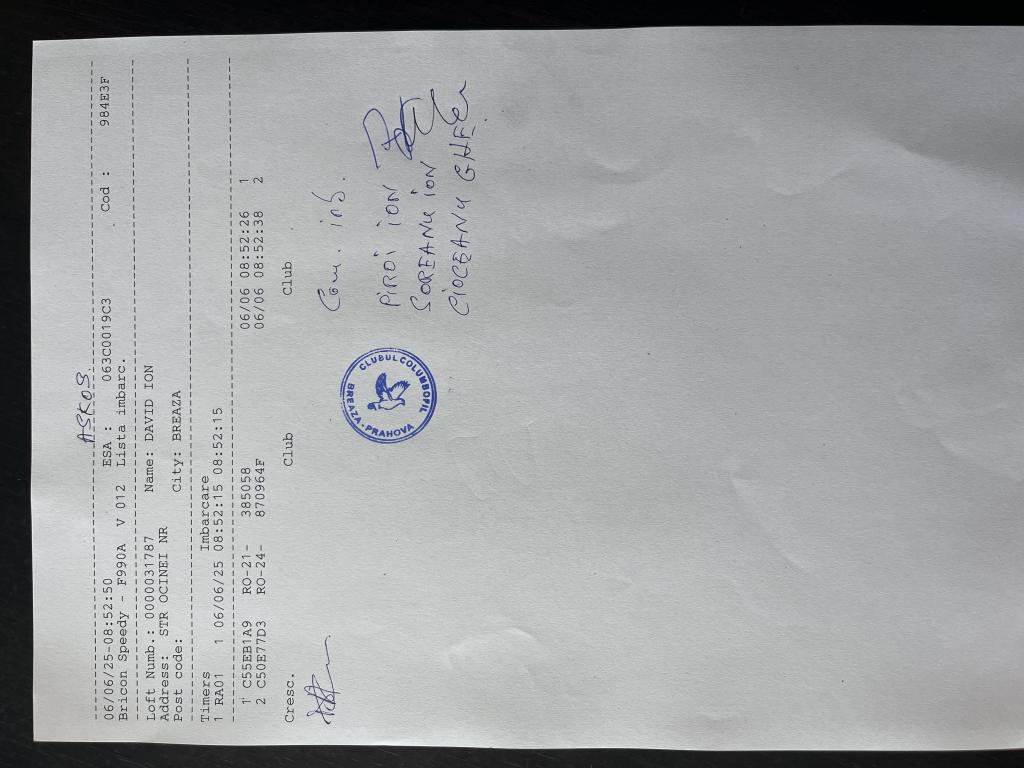 ASKOS
06/06/25-08:52:50 ESA : 063C0019C3 Cod : 984E3F
Bricon Speedy - F990A V 012 Lista imbarc.
Loft Numb.: 0000031787 Name: DAVID ION
Address: STR OCINEI NR
Post code: City: BREAZA
Timers Imbarcare
1 RA01 1 06/06/25 08:52:15 08:52:15
1 C55EB1A9 RO-21- 385058 06/06 08:52:26 1
2 C50E77D3 RO-24- 870964F 06/06 08:52:38 2
Cresc. Club Club
Com. imb.
PIROI ION
SOREANU ION
CIOCEANU GHE
CLUBUL COLUMBOFIL
BREAZA - PRAHOVA